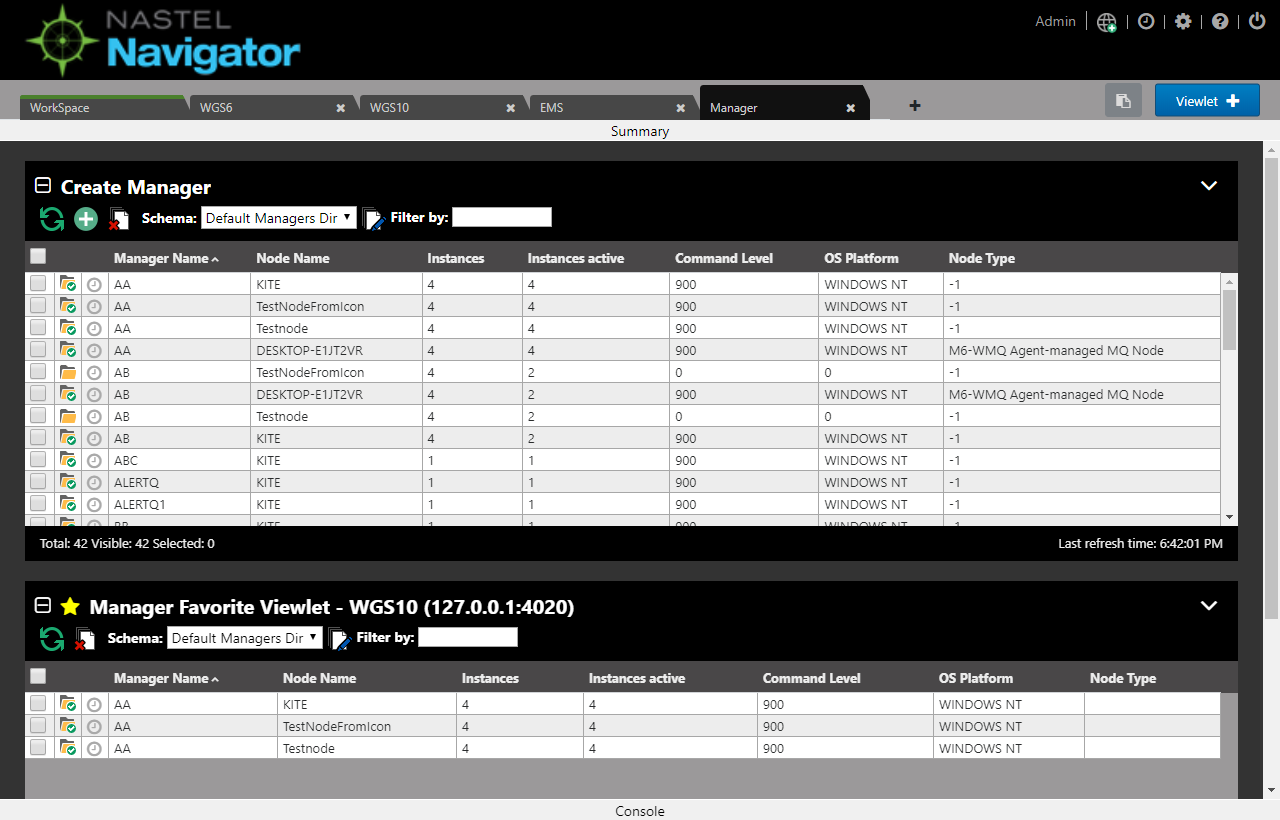 NASTEL
Navigator
Admin
WorkSpace WGS6 WGS10 EMS Manager Viewlet
Summary
Create Manager
Schema: Default Managers Dir Filter by:
Manager Name Node Name Instances Instances active Command Level OS Platform Node Type
AA KITE 4 4 900 WINDOWS NT -1
AA TestNodeFromIcon 4 4 900 WINDOWS NT -1
AA Testnode 4 4 900 WINDOWS NT -1
AA DESKTOP-E1JT2VR 4 4 900 WINDOWS NT M6-WMQ Agent-managed MQ Node
AB TestNodeFromIcon 4 2 0 0 -1
AB DESKTOP-E1JT2VR 4 2 900 WINDOWS NT M6-WMQ Agent-managed MQ Node
AB Testnode 4 2 0 0 -1
AB KITE 4 2 900 WINDOWS NT -1
ABC KITE 1 1 900 WINDOWS NT -1
ALERTQ KITE 1 1 900 WINDOWS NT -1
ALERTQ1 KITE 1 1 900 WINDOWS NT -1
KITE 1 1 900 WINDOWS NT -1
Total: 42 Visible: 42 Selected: 0 Last refresh time: 6:42:01 PM
Manager Favorite Viewlet - WGS10 (127.0.0.1:4020)
Schema: Default Managers Dir Filter by:
Manager Name Node Name Instances Instances active Command Level OS Platform Node Type
AA KITE 4 4 900 WINDOWS NT
AA TestNodeFromIcon 4 4 900 WINDOWS NT
AA Testnode 4 4 900 WINDOWS NT
Console